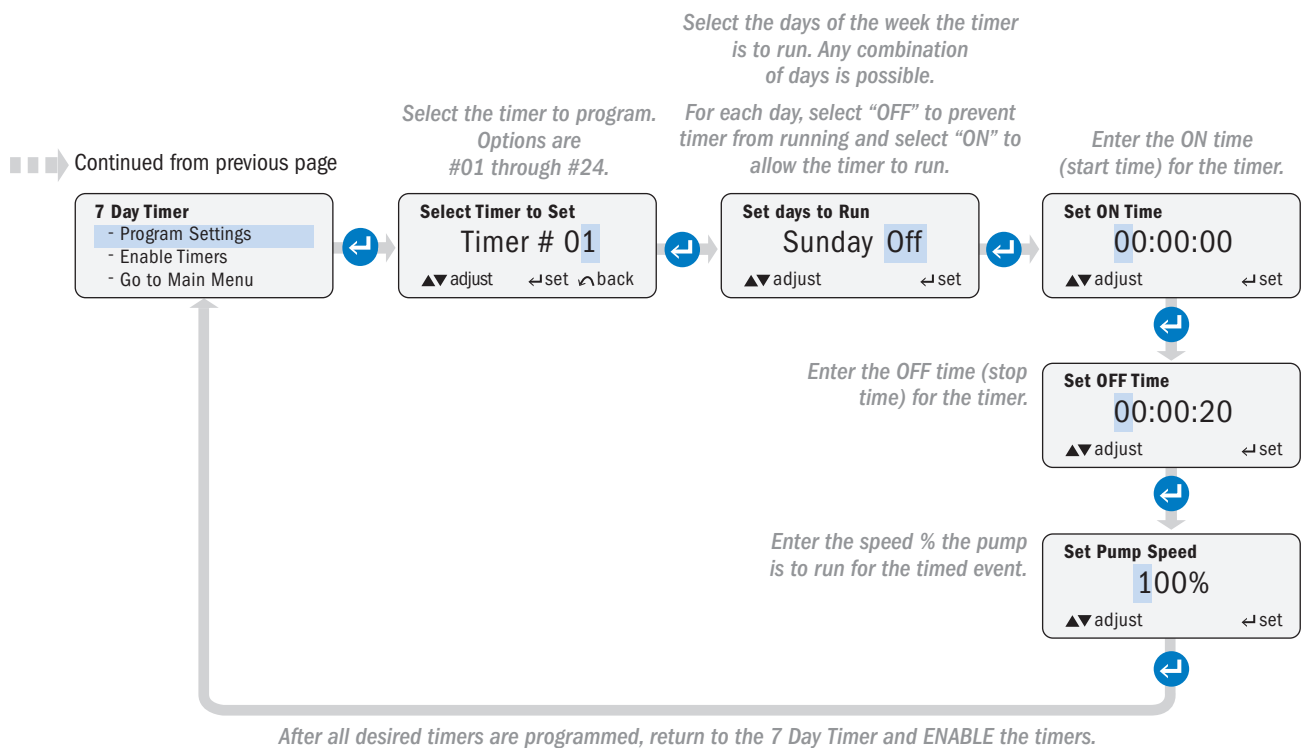 Select the days of the week the timer
is to run. Any combination
of days is possible.
For each day, select “OFF” to prevent
timer from running and select “ON” to
allow the timer to run.
Select the timer to program.
Options are
#01 through #24.
Enter the ON time
(start time) for the timer.
Continued from previous page
7 Day Timer
- Program Settings
- Enable Timers
- Go to Main Menu
Select Timer to Set
Timer # 01
▲▼ adjust ↵ set ↶ back
Set days to Run
Sunday Off
▲▼ adjust ↵ set
Set ON Time
00:00:00
▲▼ adjust ↵ set
Enter the OFF time (stop
time) for the timer.
Set OFF Time
00:00:20
▲▼ adjust ↵ set
Enter the speed % the pump
is to run for the timed event.
Set Pump Speed
100%
▲▼ adjust ↵ set
After all desired timers are programmed, return to the 7 Day Timer and ENABLE the timers.